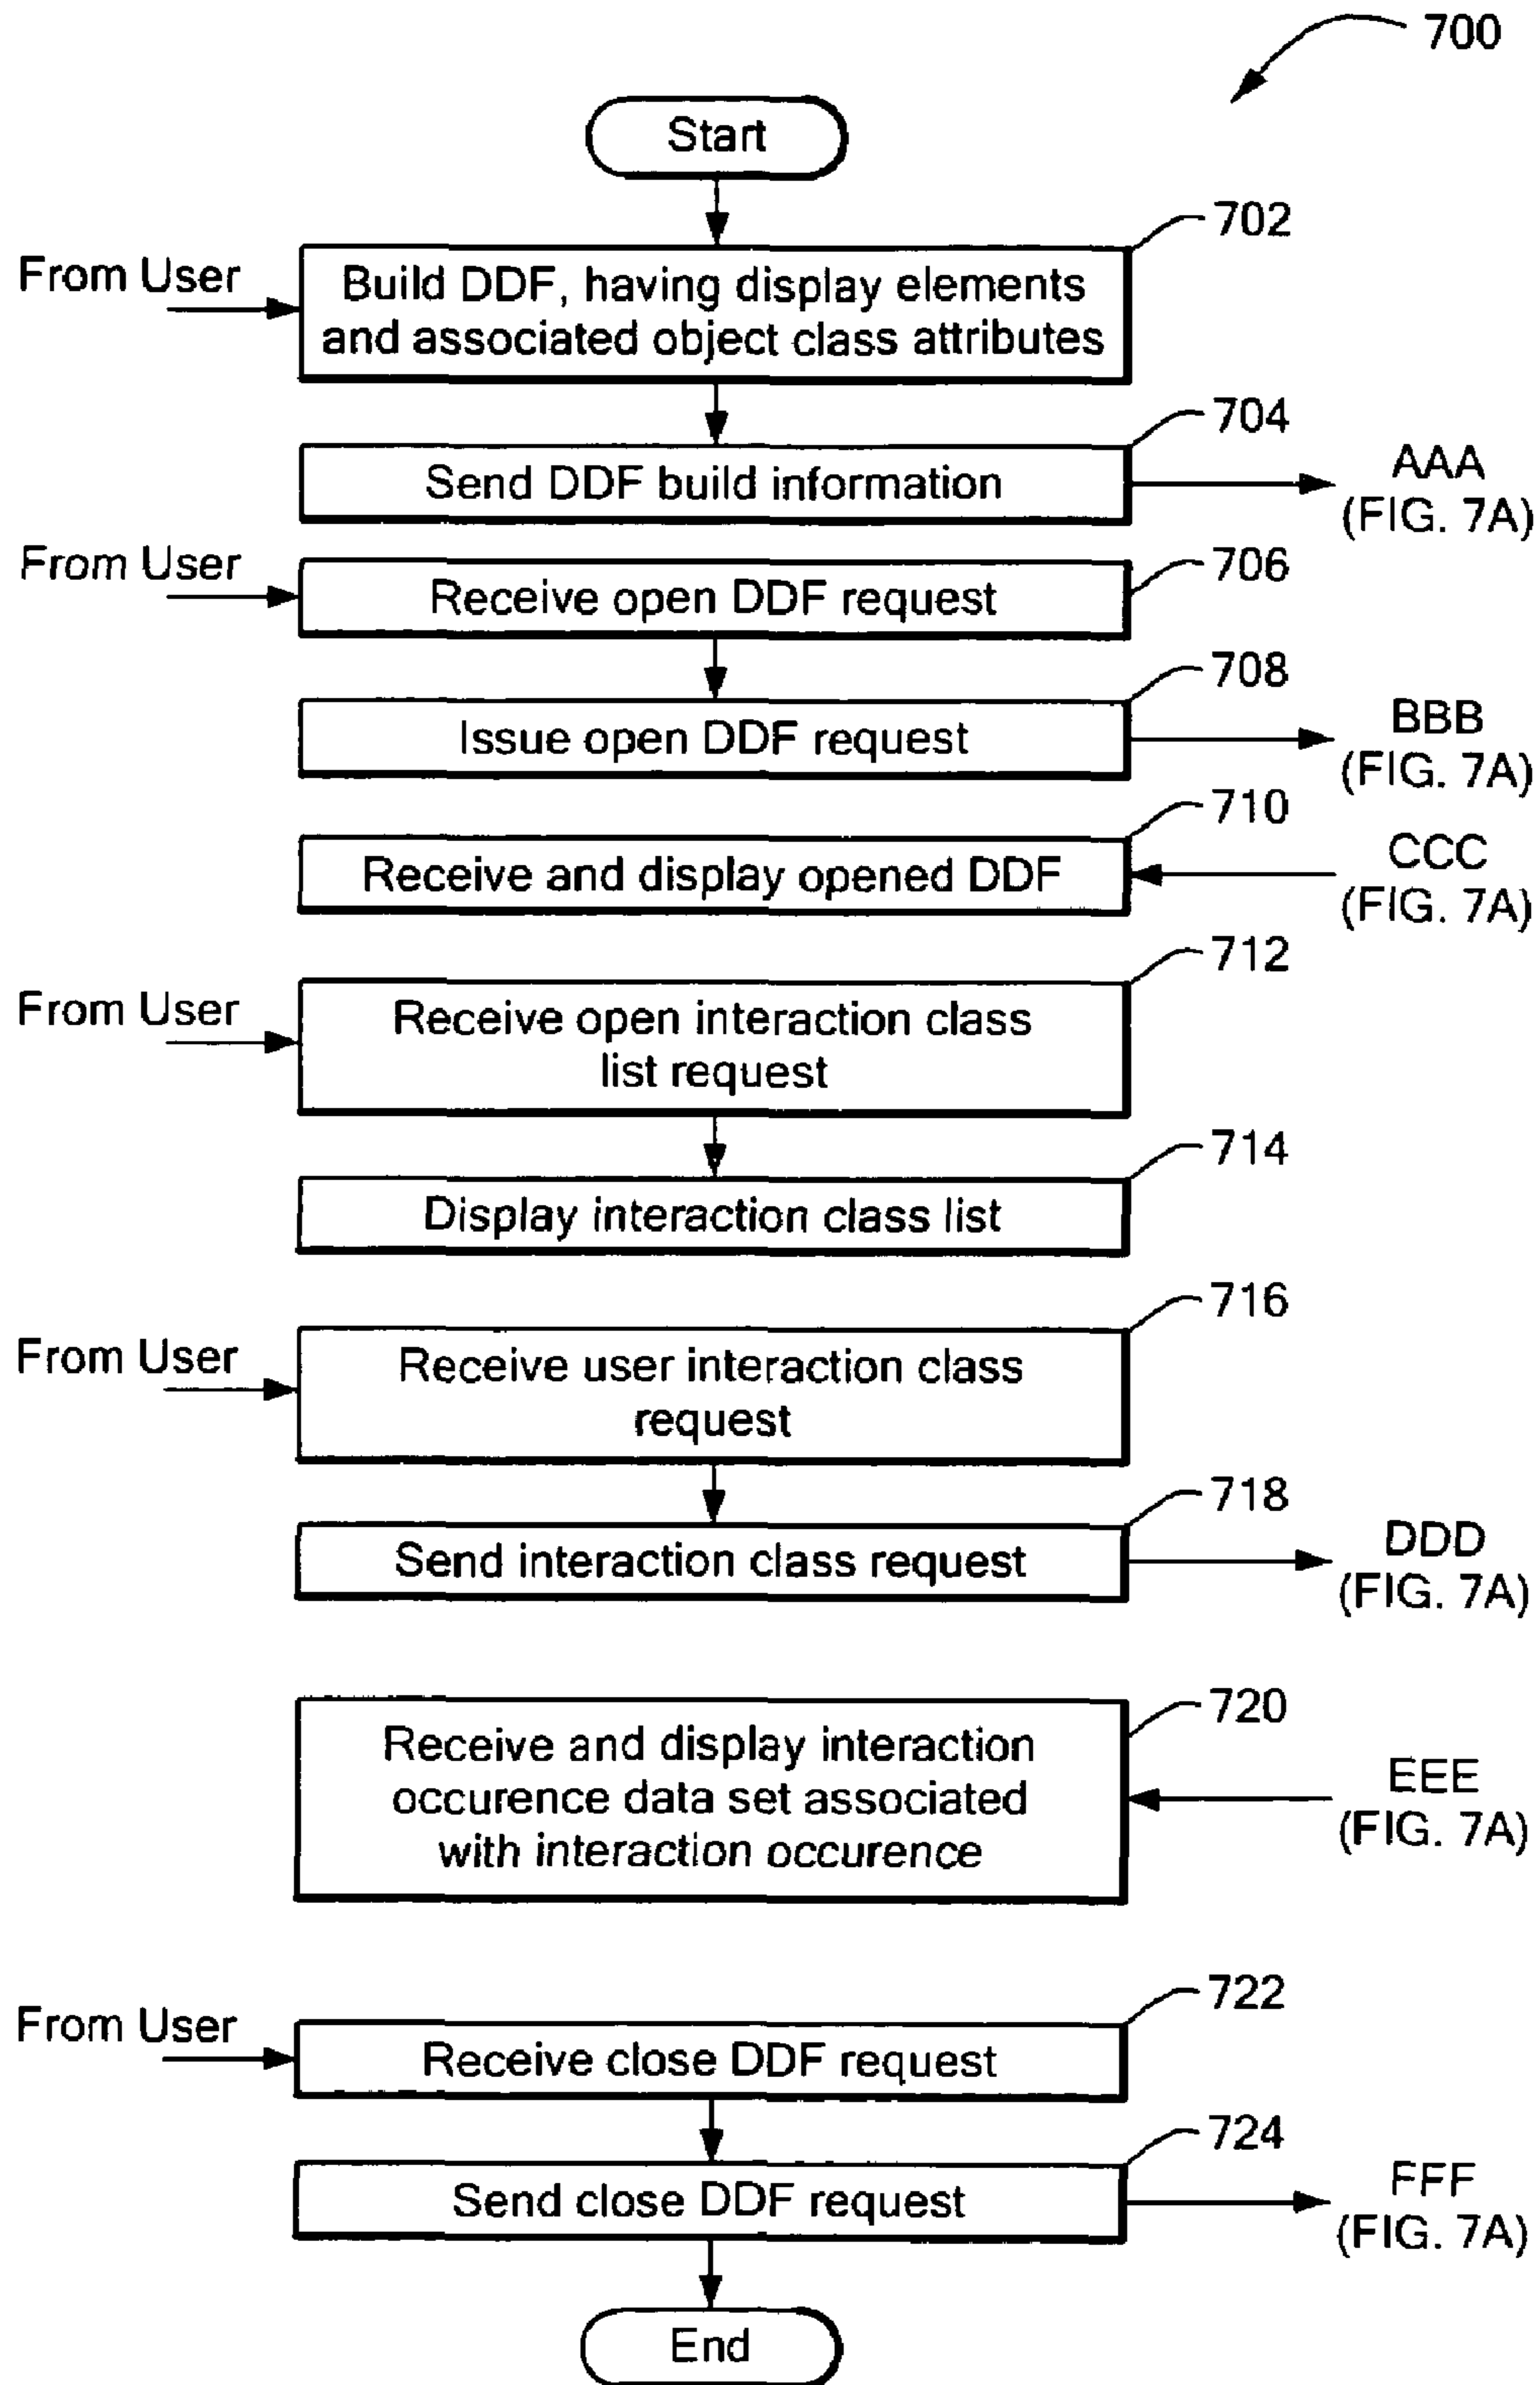 700
Start
702
From User
Build DDF, having display elements
and associated object class attributes
704
Send DDF build information
AAA
(FIG. 7A)
From User
706
Receive open DDF request
708
Issue open DDF request
BBB
(FIG. 7A)
710
Receive and display opened DDF
CCC
(FIG. 7A)
712
From User
Receive open interaction class
list request
714
Display interaction class list
716
From User
Receive user interaction class
request
718
Send interaction class request
DDD
(FIG. 7A)
720
Receive and display interaction
occurence data set associated
with interaction occurence
EEE
(FIG. 7A)
722
From User
Receive close DDF request
724
Send close DDF request
FFF
(FIG. 7A)
End